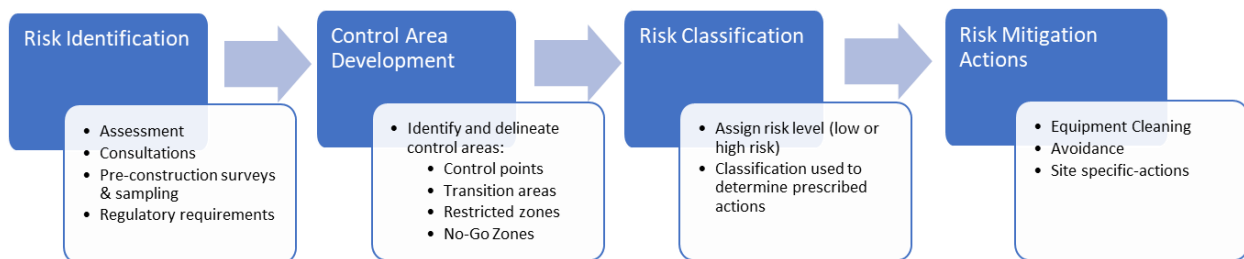 Risk Identification
• Assessment
• Consultations
• Pre-construction surveys
& sampling
• Regulatory requirements
Control Area
Development
• Identify and delineate
control areas:
• Control points
• Transition areas
• Restricted zones
• No-Go Zones
Risk Classification
• Assign risk level (low or
high risk)
• Classification used to
determine prescribed
actions
Risk Mitigation
Actions
• Equipment Cleaning
• Avoidance
• Site specific-actions